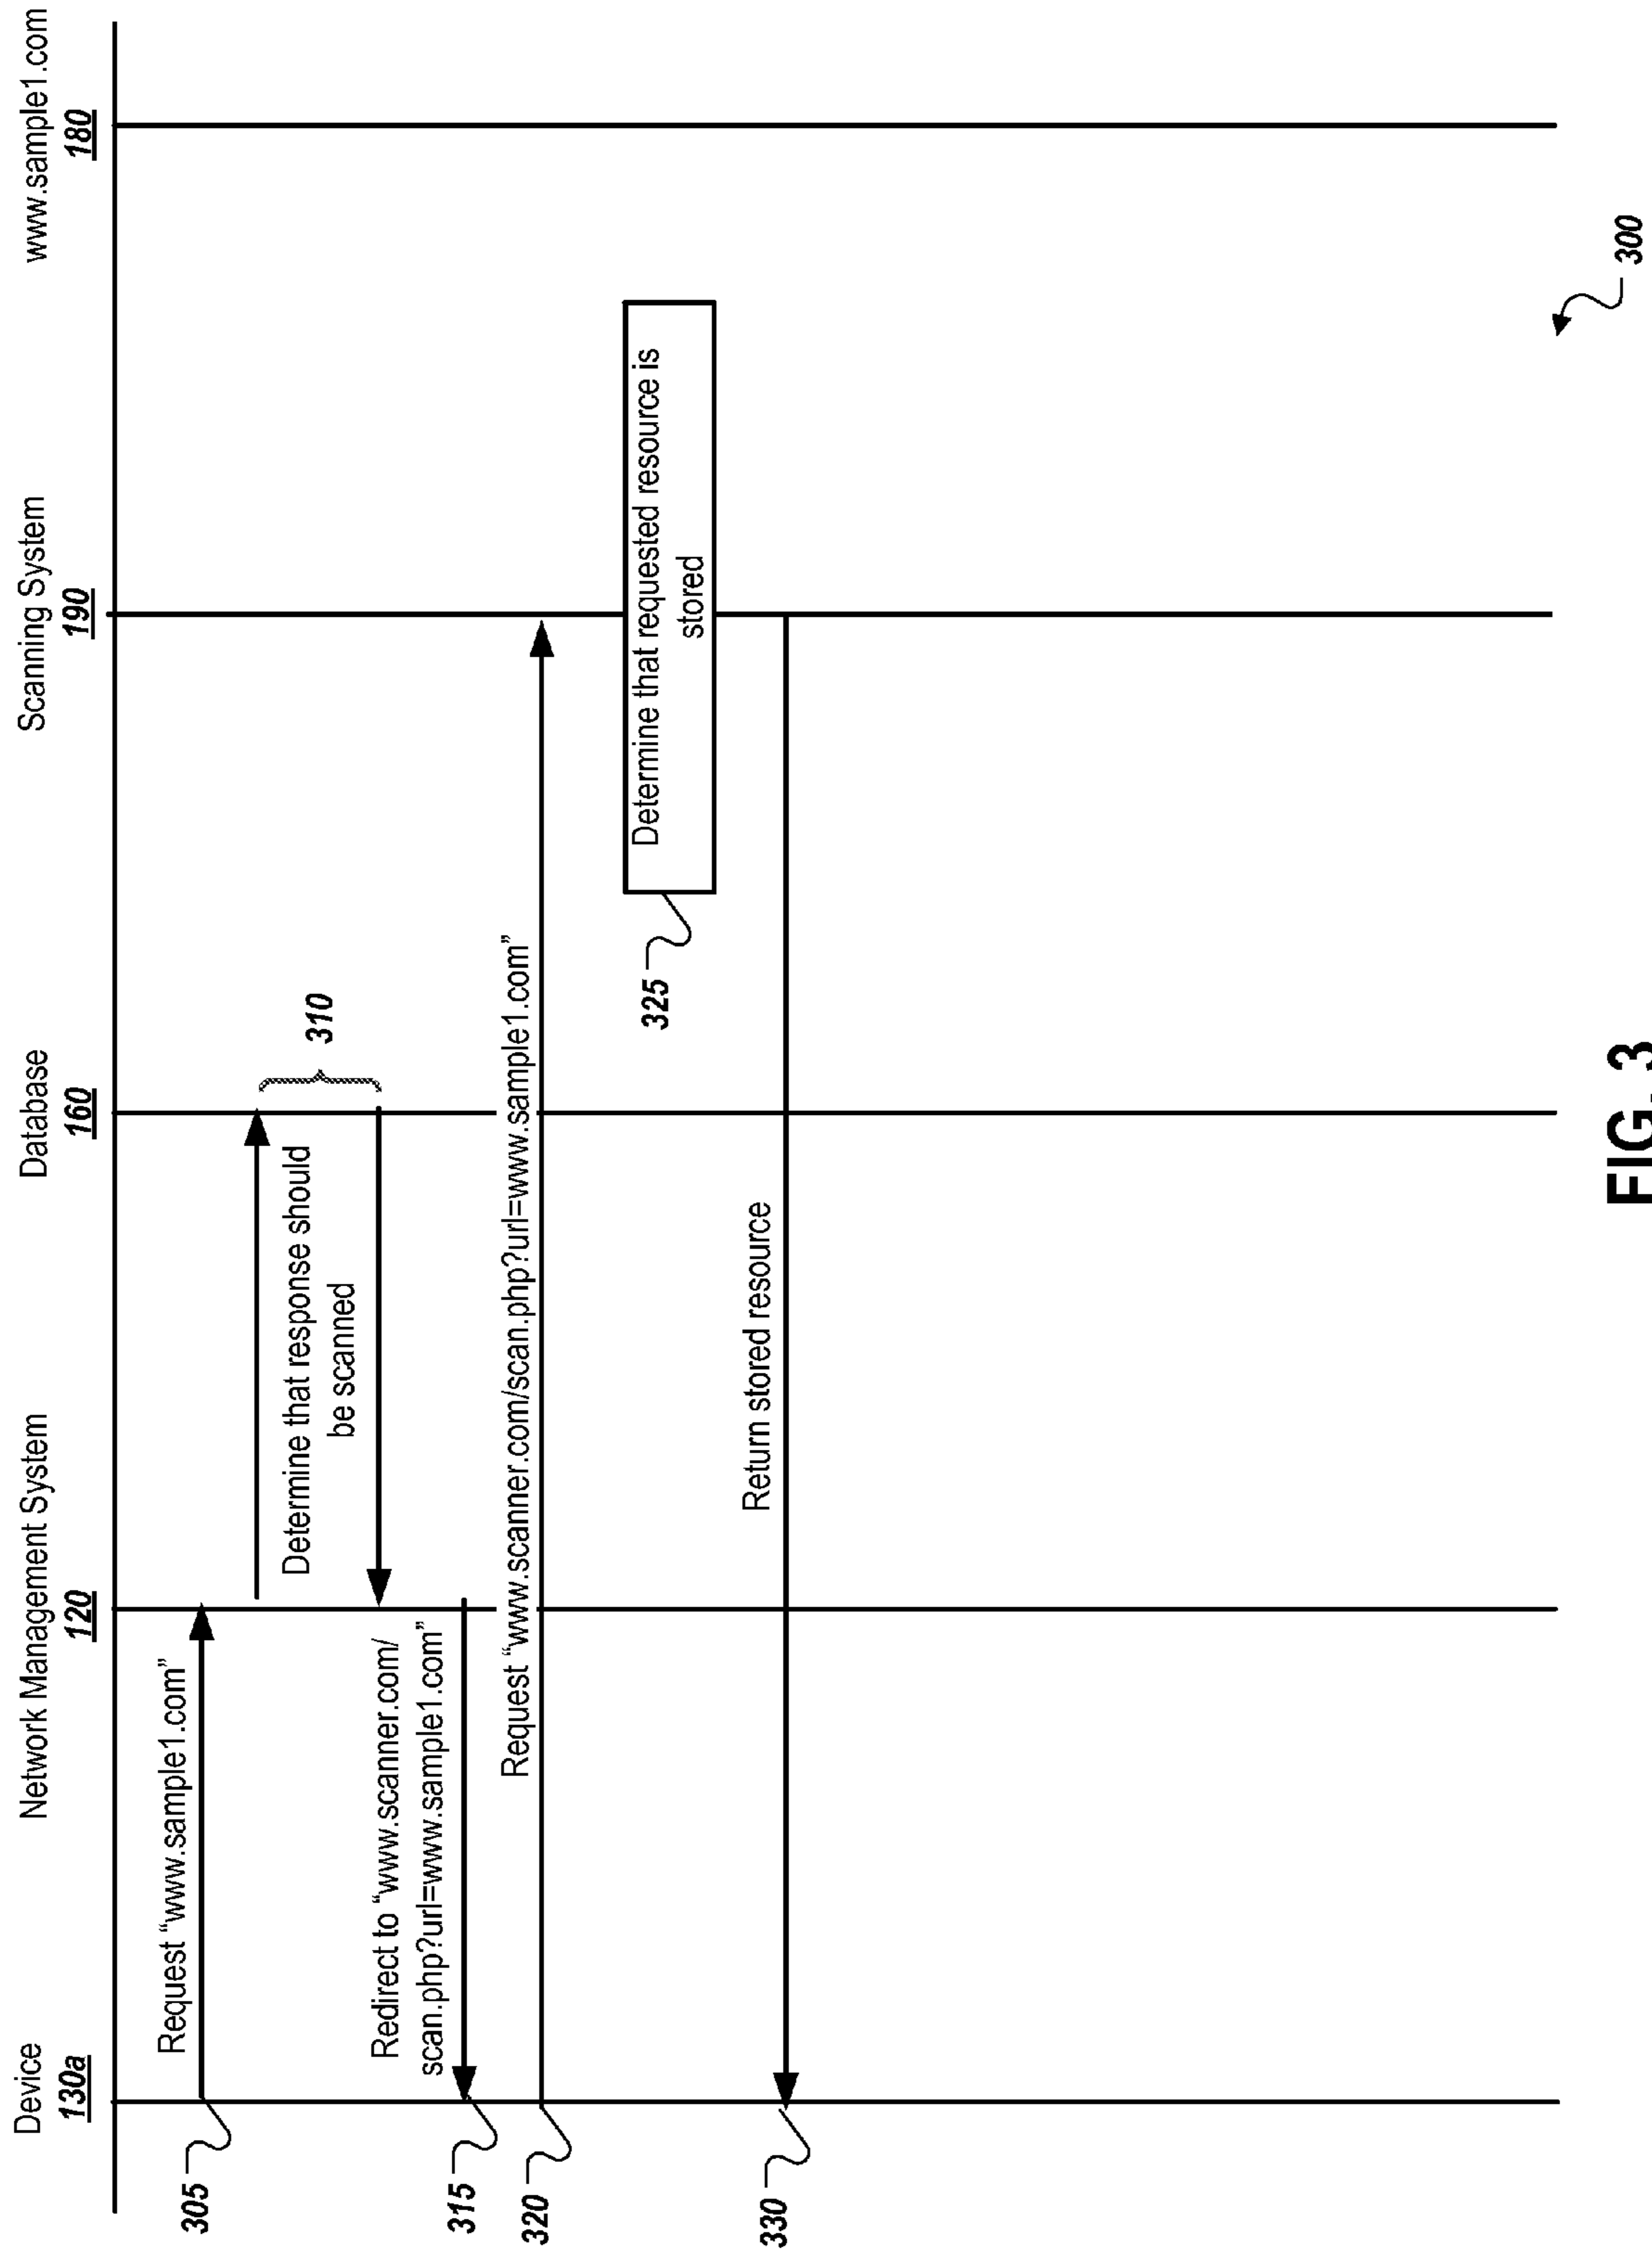 Device
130a
Network Management System
120
Database
160
Scanning System
190
www.sample1.com
180
305
Request “www.sample1.com”
Determine that response should
be scanned
310
315
Redirect to “www.scanner.com/
scan.php?url=www.sample1.com”
320
Request “www.scanner.com/scan.php?url=www.sample1.com”
325
Determine that requested resource is
stored
330
Return stored resource
300
FIG. 3